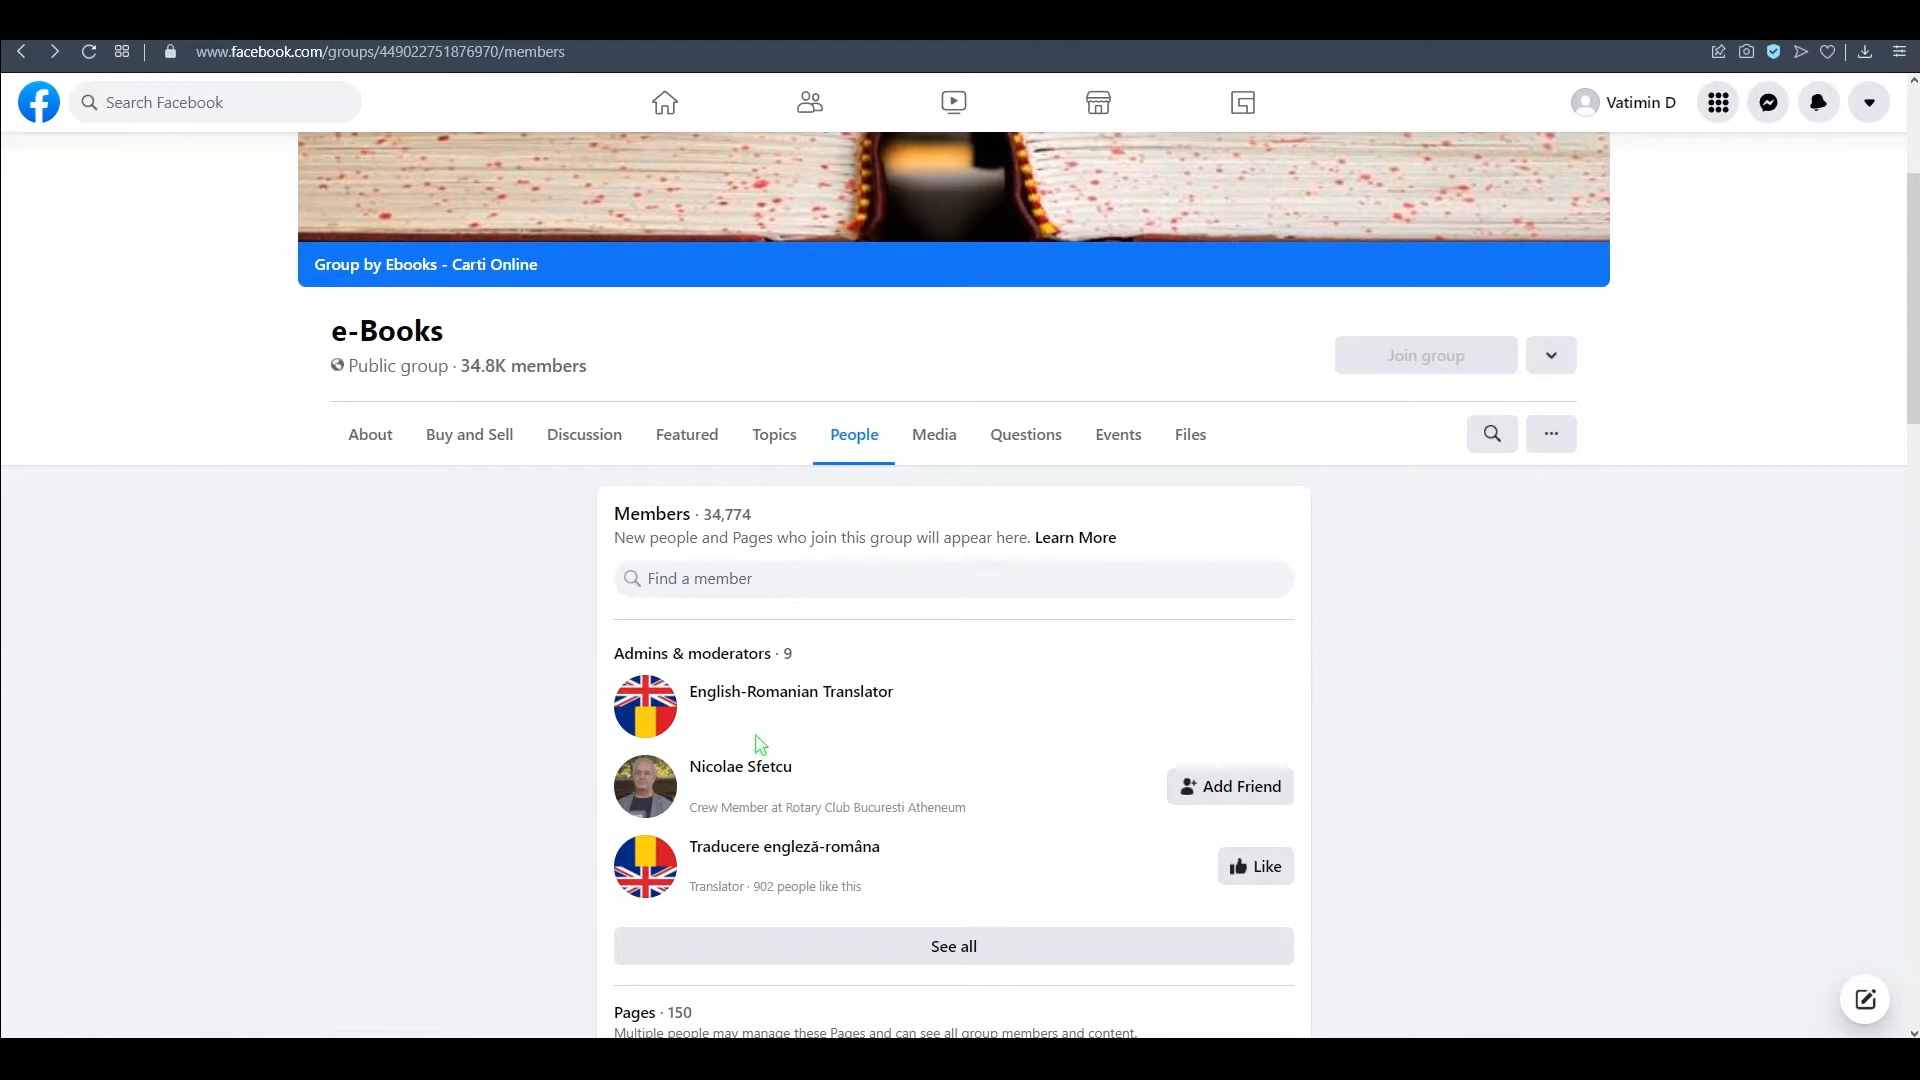 www.facebook.com/groups/449022751876970/members
Search Facebook
Vatimin D
Group by Ebooks - Carti Online
e-Books
Public group · 34.8K members
Join group
About Buy and Sell Discussion Featured Topics People Media Questions Events Files
Members · 34,774
New people and Pages who join this group will appear here. Learn More
Find a member
Admins & moderators · 9
English-Romanian Translator
Nicolae Sfetcu
Crew Member at Rotary Club Bucuresti Atheneum
Add Friend
Traducere engleză-româna
Translator · 902 people like this
Like
See all
Pages · 150
Multiple people may manage these Pages and can see all group members and content.